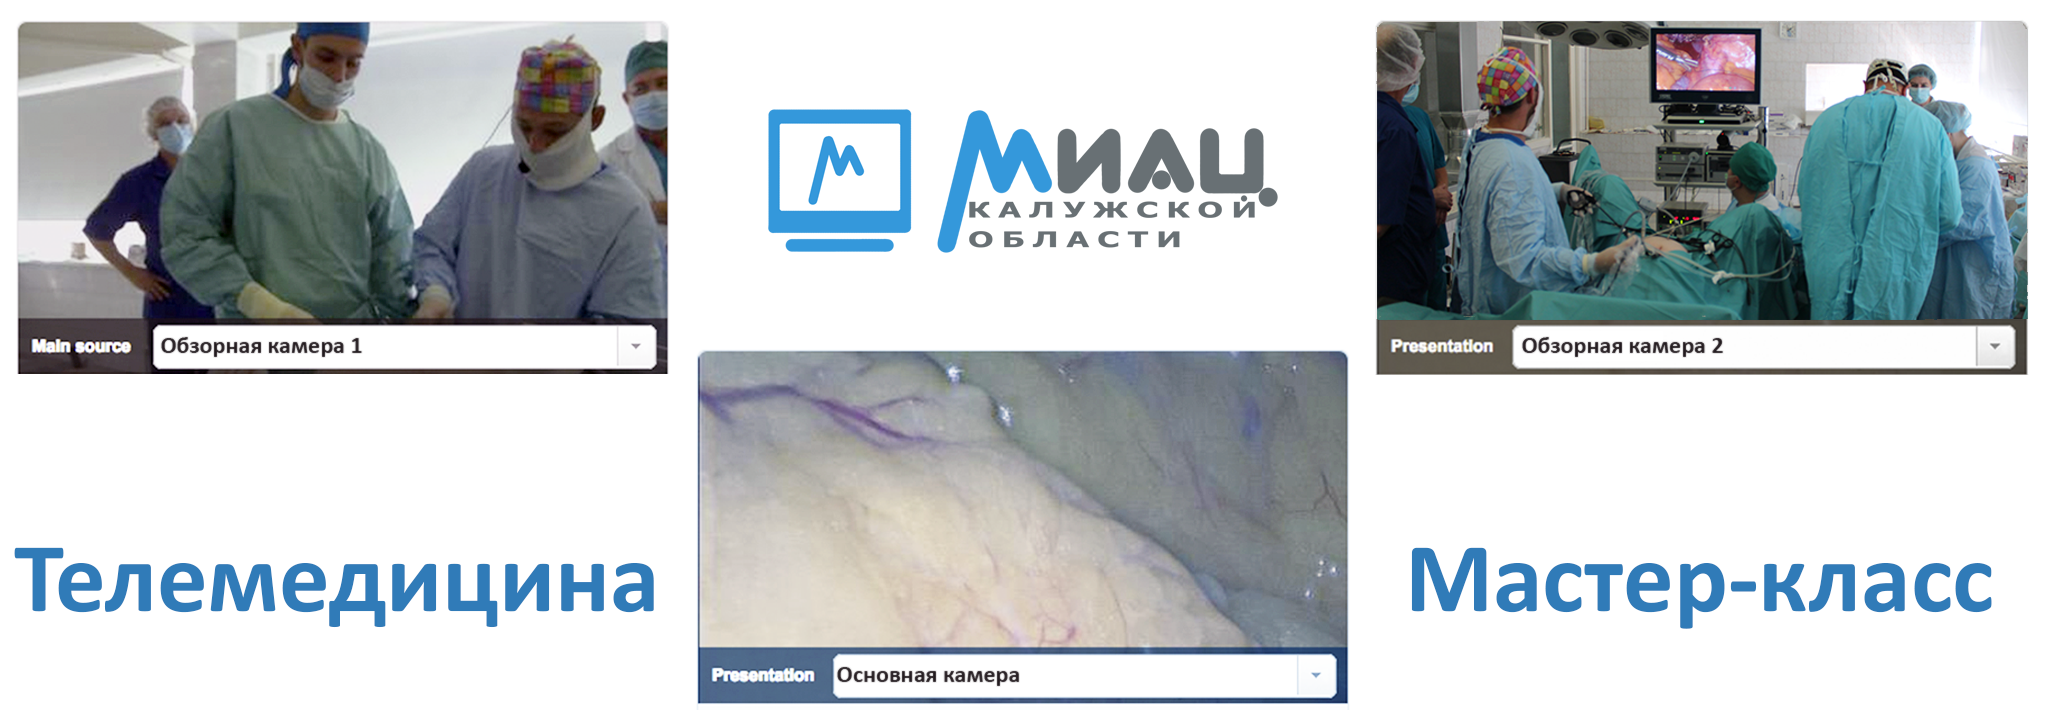 МИАЦ
КАЛУЖСКОЙ
ОБЛАСТИ
Main source
Обзорная камера 1
Presentation
Обзорная камера 2
Телемедицина
Мастер-класс
Presentation
Основная камера